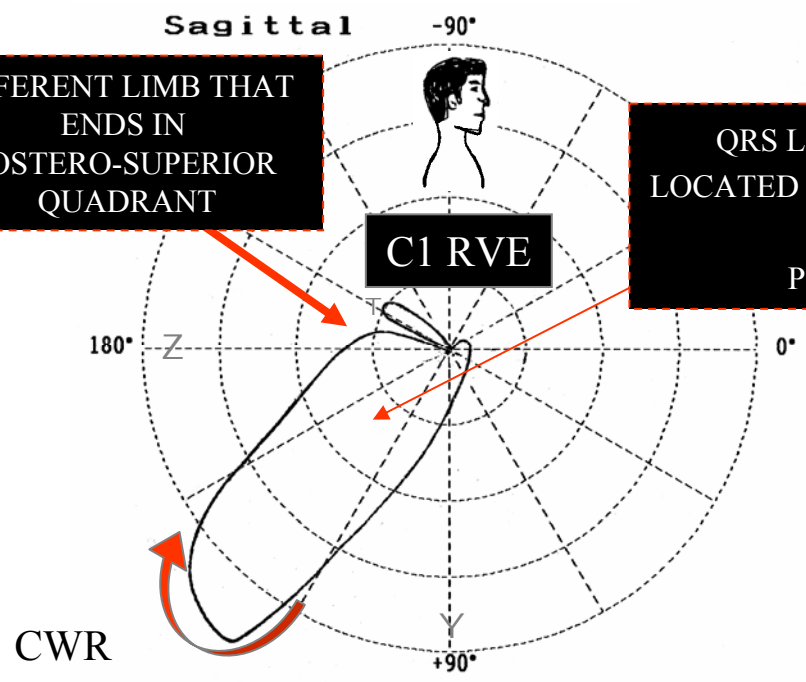 Sagittal
-90°
FERENT LIMB THAT
ENDS IN
OSTERO-SUPERIOR
QUADRANT
QRS L
LOCATED
P
C1 RVE
T
180°
Z
0°
Y
+90°
CWR